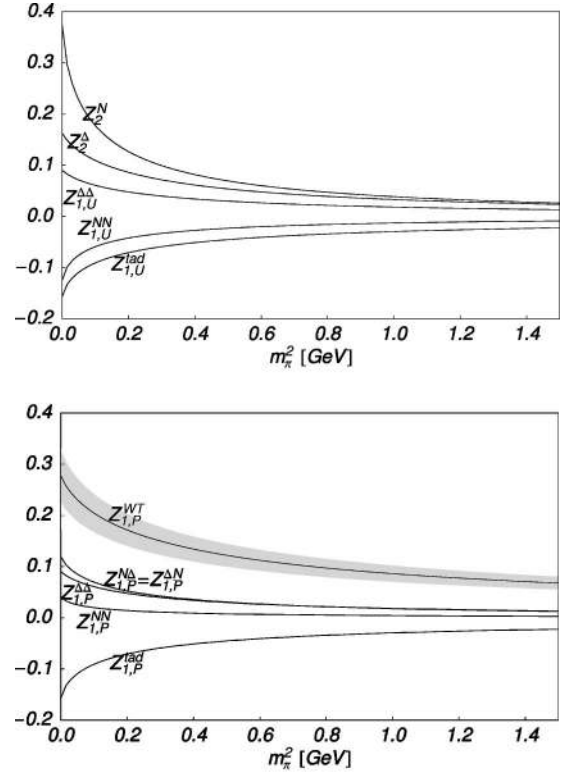 0.4
0.3
0.2
0.1
0.0
−0.1
−0.2
Z_2^N
Z_2^Δ
Z_{1,U}^{ΔΔ}
Z_{1,U}^{NN}
Z_{1,U}^{tad}
0.0 0.2 0.4 0.6 0.8 1.0 1.2 1.4
m_π^2 [GeV]
0.4
0.3
0.2
0.1
0.0
−0.1
−0.2
Z_{1,P}^{WT}
Z_{1,P}^{NΔ}=Z_{1,P}^{ΔN}
Z_{1,P}^{ΔΔ}
Z_{1,P}^{NN}
Z_{1,P}^{tad}
0.0 0.2 0.4 0.6 0.8 1.0 1.2 1.4
m_π^2 [GeV]